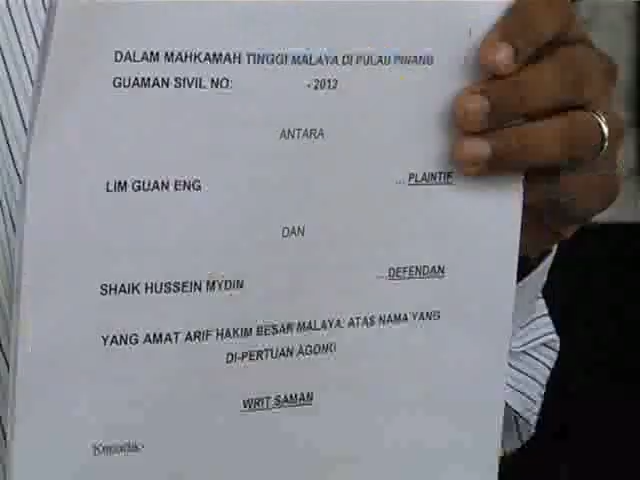 DALAM MAHKAMAH TINGGI MALAYA DI PULAU PINANG
GUAMAN SIVIL NO: -2012
ANTARA
LIM GUAN ENG ... PLAINTIF
DAN
SHAIK HUSSEIN MYDIN ... DEFENDAN
YANG AMAT ARIF HAKIM BESAR MALAYA: ATAS NAMA YANG
DI-PERTUAN AGONG
WRIT SAMAN
Kepada:-